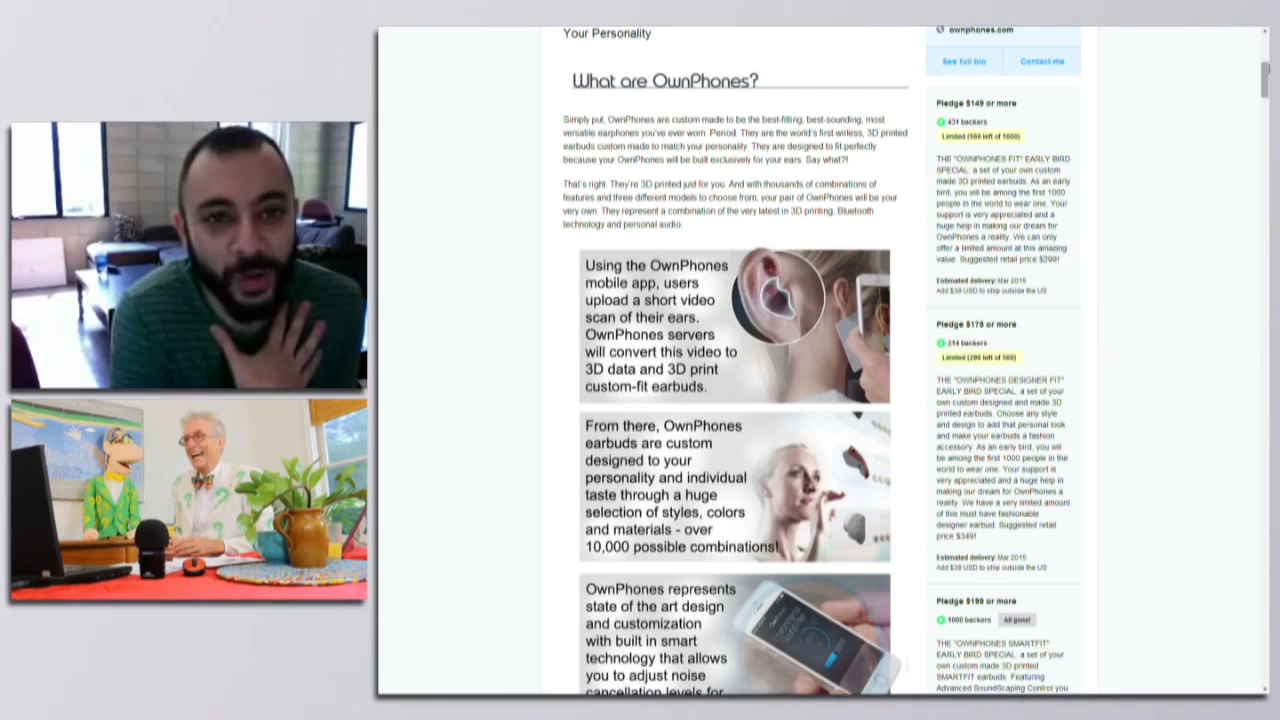 Your Personality
What are OwnPhones?
Simply put, OwnPhones are custom made to be the best-fitting, best-sounding, most
versatile earphones you've ever worn. Period. They are the world's first wirless, 3D printed
earbuds custom made to match your personality. They are designed to fit perfectly
because your OwnPhones will be built exclusively for your ears. Say what?!
That's right. They're 3D printed just for you. And with thousands of combinations of
features and three different models to choose from, your pair of OwnPhones will be your
very own. They represent a combination of the very latest in 3D printing, Bluetooth
technology and personal audio.
Using the OwnPhones
mobile app, users
upload a short video
scan of their ears.
OwnPhones servers
will convert this video to
3D data and 3D print
custom-fit earbuds.
From there, OwnPhones
earbuds are custom
designed to your
personality and individual
taste through a huge
selection of styles, colors
and materials - over
10,000 possible combinations!
OwnPhones represents
state of the art design
and customization
with built in smart
technology that allows
you to adjust noise
cancellation levels for
ownphones.com
See full bio
Contact me
Pledge $149 or more
431 backers
Limited (569 left of 1000)
THE "OWNPHONES FIT" EARLY BIRD
SPECIAL: a set of your own custom
made 3D printed earbuds. As an early
bird, you will be among the first 1000
people in the world to wear one. Your
support is very appreciated and a
huge help in making our dream for
OwnPhones a reality. We can only
offer a limited amount at this amazing
value. Suggested retail price $299!
Estimated delivery: Mar 2015
Add $39 USD to ship outside the US
Pledge $175 or more
214 backers
Limited (286 left of 500)
THE "OWNPHONES DESIGNER FIT"
EARLY BIRD SPECIAL: a set of your
own custom designed and made 3D
printed earbuds. Choose any style
and design to add that personal look
and make your earbuds a fashion
accessory. As an early bird, you will
be among the first 1000 people in the
world to wear one. Your support is
very appreciated and a huge help in
making our dream for OwnPhones a
reality. We have a very limited amount
of this must have fashionable
designer earbud. Suggested retail
price $349!
Estimated delivery: Mar 2015
Add $39 USD to ship outside the US
Pledge $199 or more
1000 backers All gone!
THE "OWNPHONES SMARTFIT"
EARLY BIRD SPECIAL: a set of your
own custom made 3D printed
SMARTFIT earbuds. Featuring
Advanced SoundScaping Control you